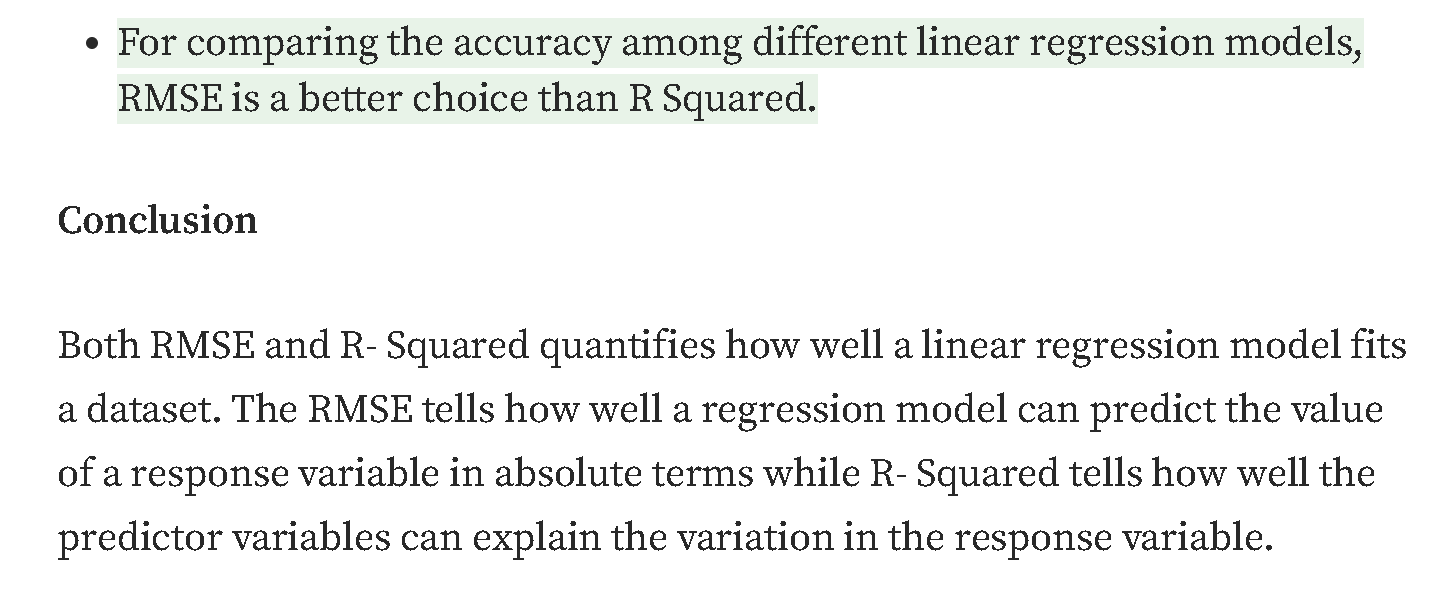 • For comparing the accuracy among different linear regression models,
RMSE is a better choice than R Squared.
Conclusion
Both RMSE and R- Squared quantifies how well a linear regression model fits
a dataset. The RMSE tells how well a regression model can predict the value
of a response variable in absolute terms while R- Squared tells how well the
predictor variables can explain the variation in the response variable.